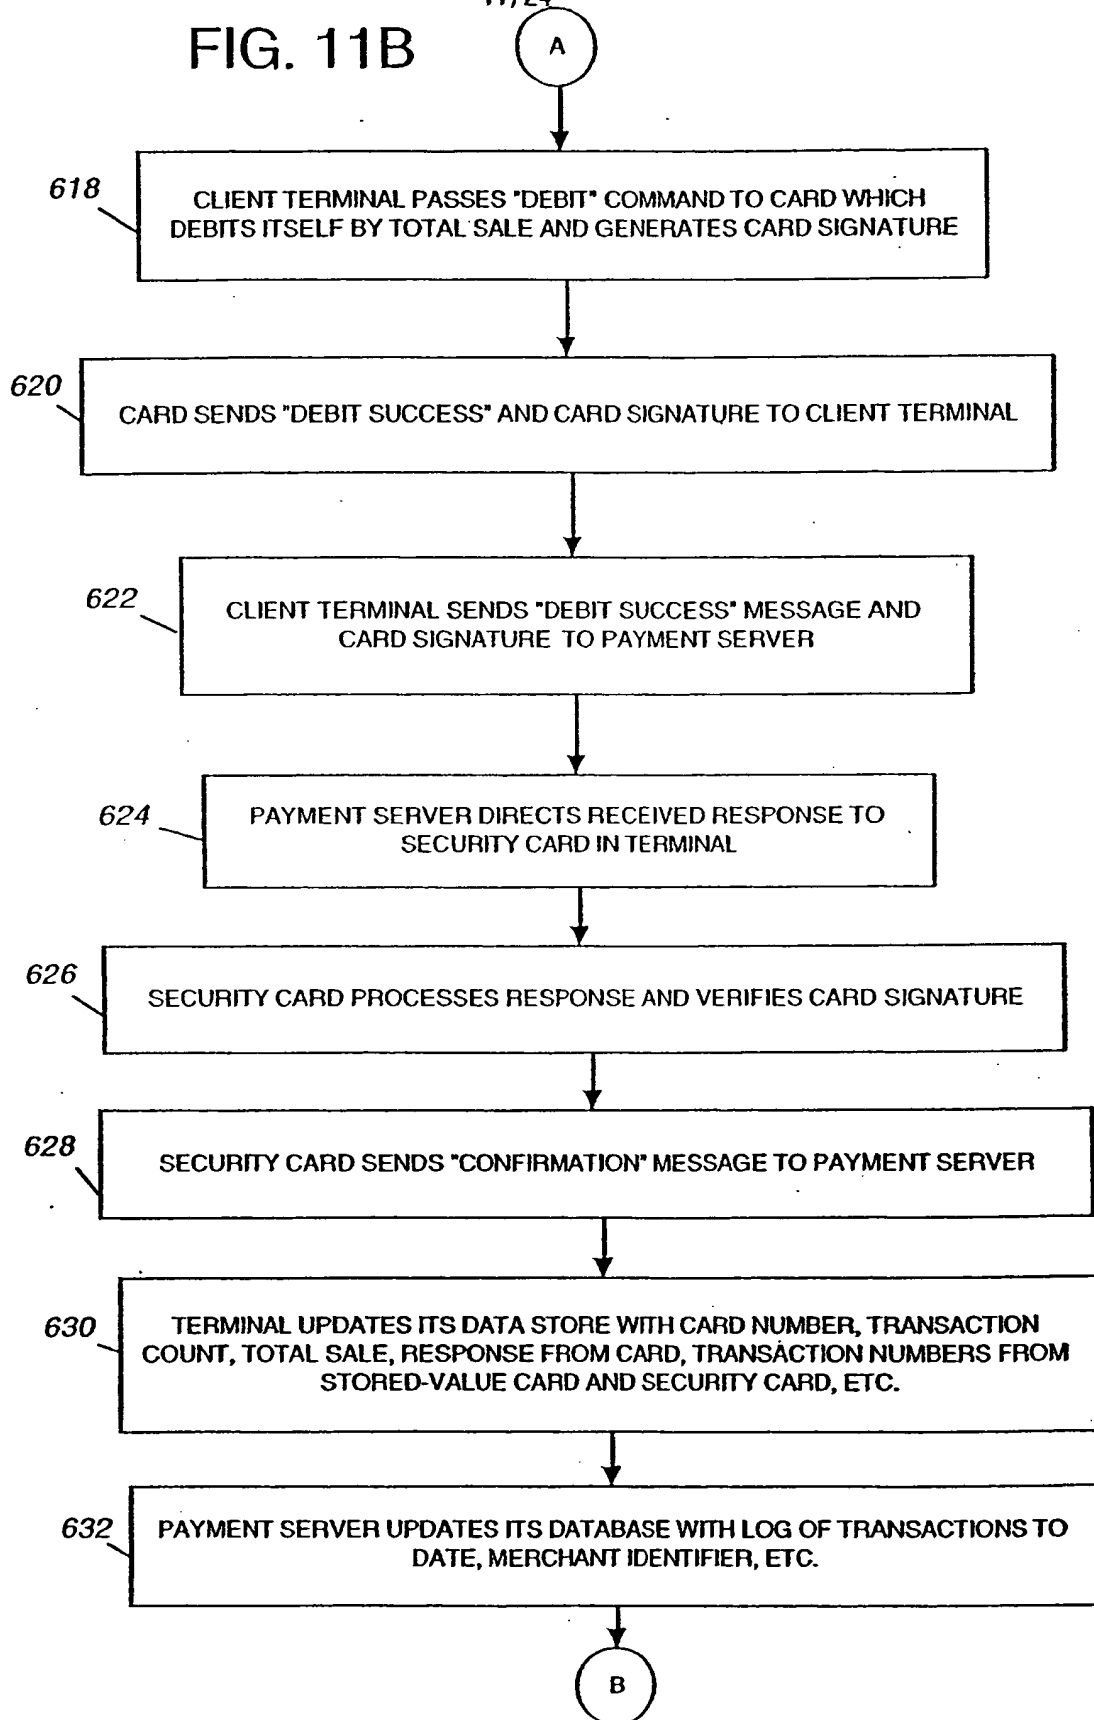 FIG. 11B
A
618
CLIENT TERMINAL PASSES "DEBIT" COMMAND TO CARD WHICH
DEBITS ITSELF BY TOTAL SALE AND GENERATES CARD SIGNATURE
620
CARD SENDS "DEBIT SUCCESS" AND CARD SIGNATURE TO CLIENT TERMINAL
622
CLIENT TERMINAL SENDS "DEBIT SUCCESS" MESSAGE AND
CARD SIGNATURE TO PAYMENT SERVER
624
PAYMENT SERVER DIRECTS RECEIVED RESPONSE TO
SECURITY CARD IN TERMINAL
626
SECURITY CARD PROCESSES RESPONSE AND VERIFIES CARD SIGNATURE
628
SECURITY CARD SENDS "CONFIRMATION" MESSAGE TO PAYMENT SERVER
630
TERMINAL UPDATES ITS DATA STORE WITH CARD NUMBER, TRANSACTION
COUNT, TOTAL SALE, RESPONSE FROM CARD, TRANSACTION NUMBERS FROM
STORED-VALUE CARD AND SECURITY CARD, ETC.
632
PAYMENT SERVER UPDATES ITS DATABASE WITH LOG OF TRANSACTIONS TO
DATE, MERCHANT IDENTIFIER, ETC.
B